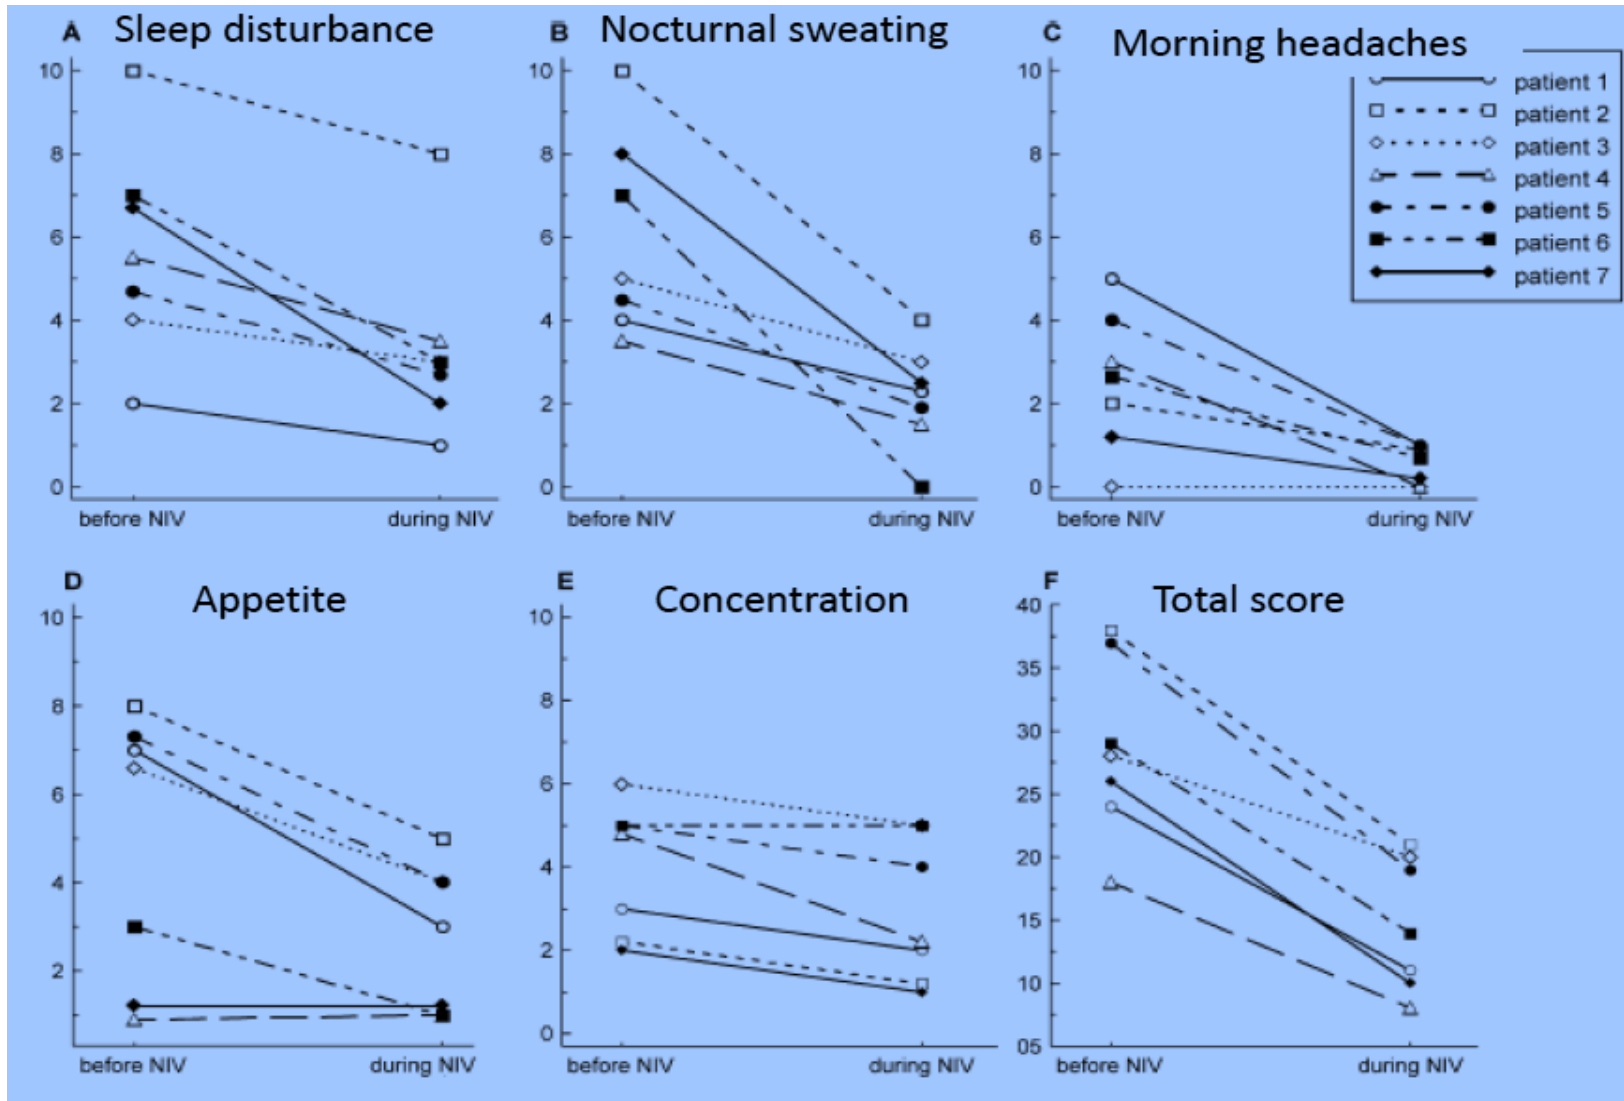 A Sleep disturbance
10
8
6
4
2
0
before NIV during NIV
B Nocturnal sweating
10
8
6
4
2
0
before NIV during NIV
C Morning headaches
10
8
6
4
2
0
before NIV during NIV
patient 1
patient 2
patient 3
patient 4
patient 5
patient 6
patient 7
D Appetite
10
8
6
4
2
before NIV during NIV
E Concentration
10
8
6
4
2
0
before NIV during NIV
F Total score
40
35
30
25
20
15
10
05
before NIV during NIV